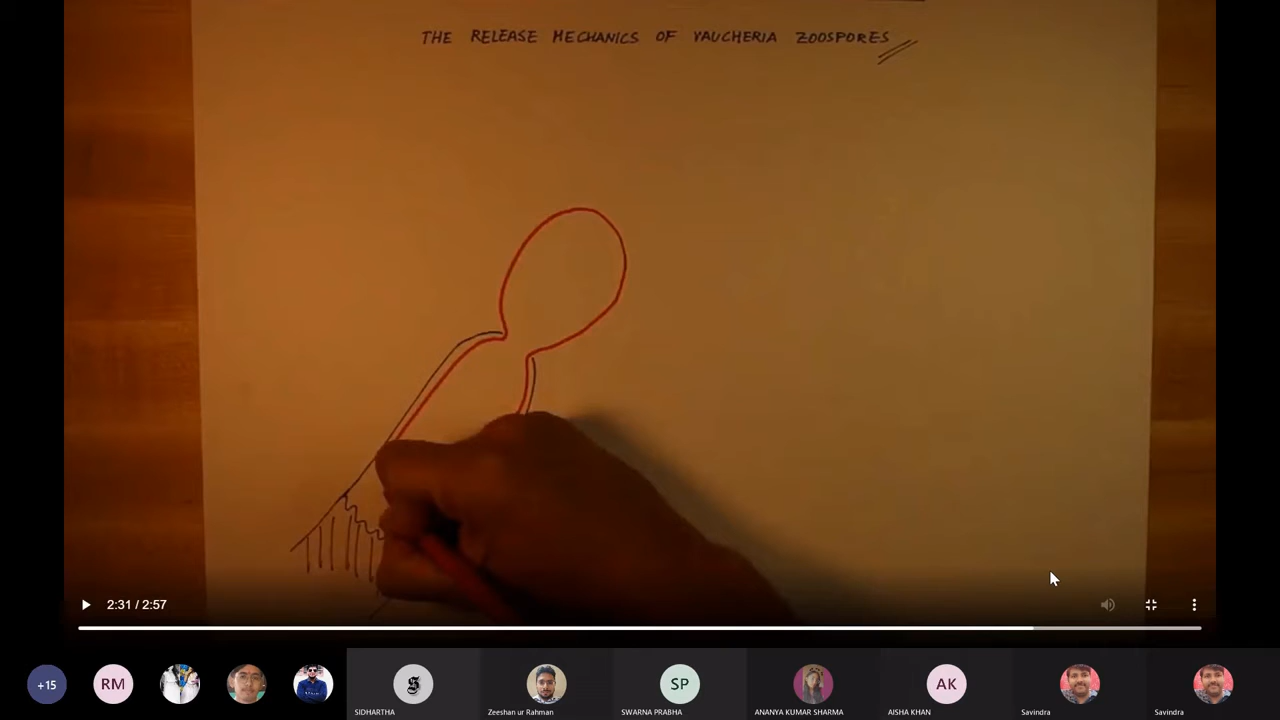 THE RELEASE MECHANICS OF VAUCHERIA ZOOSPORES
2:31 / 2:57
+15
RM
SP
AK
SIDHARTHA
Zeeshan ur Rahman
SWARNA PRABHA
ANANYA KUMAR SHARMA
AISHA KHAN
Savindra
Savindra